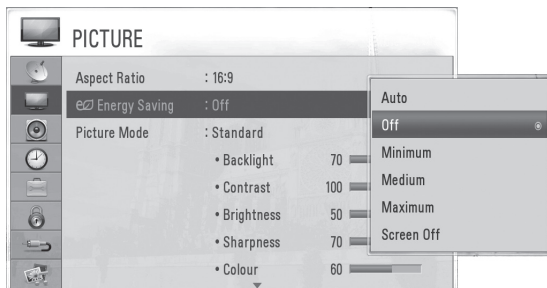 PICTURE
Aspect Ratio : 16:9
Energy Saving : Off
Picture Mode : Standard
• Backlight 70
• Contrast 100
• Brightness 50
• Sharpness 70
• Colour 60
Auto
Off
Minimum
Medium
Maximum
Screen Off